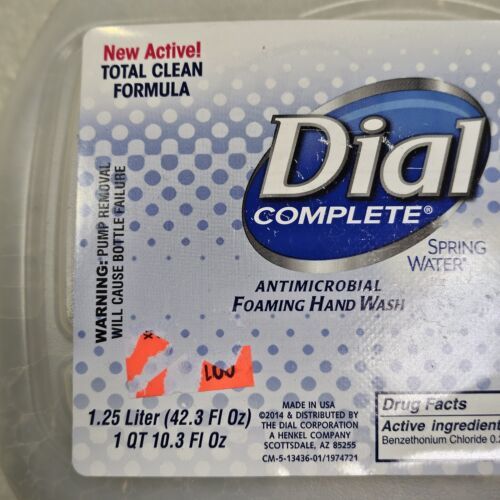 New Active!
TOTAL CLEAN
FORMULA
Dial
COMPLETE®
SPRING
WATER®
ANTIMICROBIAL
FOAMING HAND WASH
WARNING: PUMP REMOVAL
WILL CAUSE BOTTLE FAILURE
1.25 Liter (42.3 Fl Oz)
1 QT 10.3 Fl Oz
MADE IN USA
©2014 & DISTRIBUTED BY
THE DIAL CORPORATION
A HENKEL COMPANY
SCOTTSDALE, AZ 85255
CM-5-13436-01/1974721
Drug Facts
Active ingredient
Benzethonium Chloride 0.